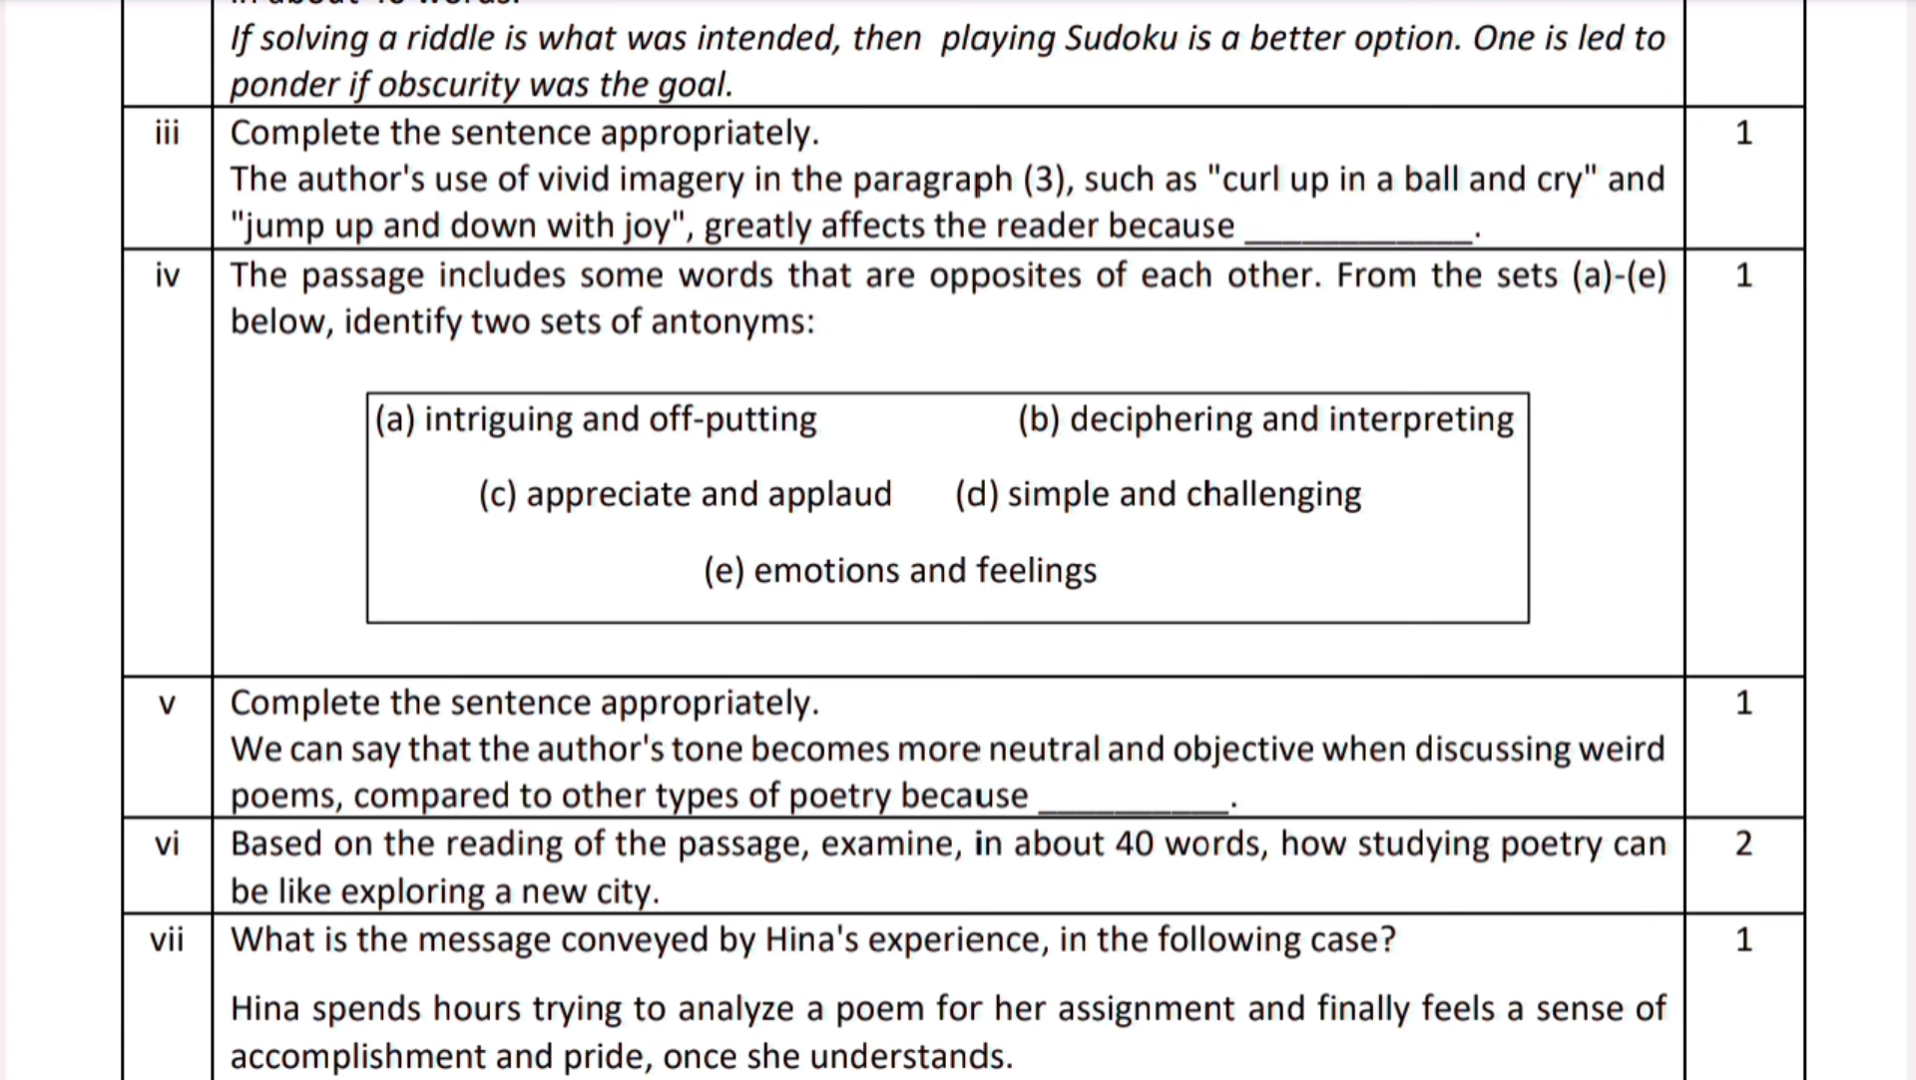 If solving a riddle is what was intended, then playing Sudoku is a better option. One is led to
ponder if obscurity was the goal.
iii Complete the sentence appropriately. 1
The author's use of vivid imagery in the paragraph (3), such as "curl up in a ball and cry" and
"jump up and down with joy", greatly affects the reader because ____________.
iv The passage includes some words that are opposites of each other. From the sets (a)-(e) 1
below, identify two sets of antonyms:
(a) intriguing and off-putting (b) deciphering and interpreting
(c) appreciate and applaud (d) simple and challenging
(e) emotions and feelings
v Complete the sentence appropriately. 1
We can say that the author's tone becomes more neutral and objective when discussing weird
poems, compared to other types of poetry because __________.
vi Based on the reading of the passage, examine, in about 40 words, how studying poetry can 2
be like exploring a new city.
vii What is the message conveyed by Hina's experience, in the following case? 1
Hina spends hours trying to analyze a poem for her assignment and finally feels a sense of
accomplishment and pride, once she understands.